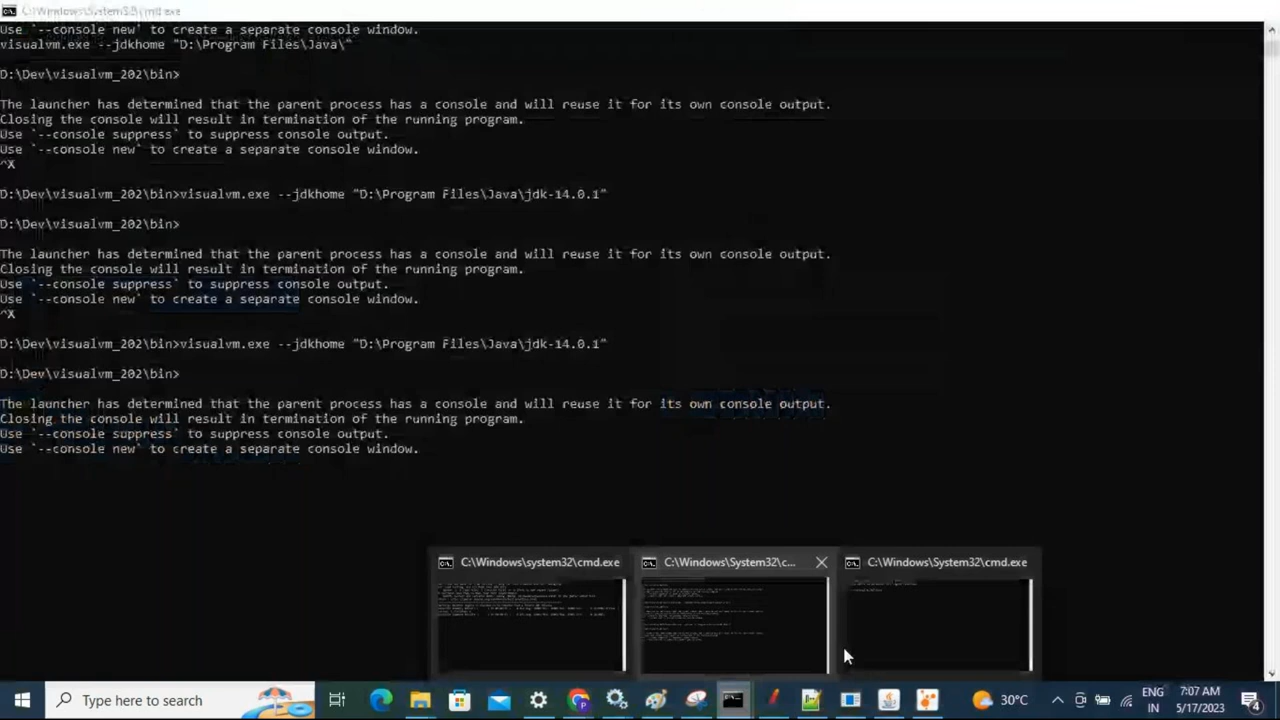 C:\Windows\System32\cmd.exe
Use `--console new` to create a separate console window.
visualvm.exe --jdkhome "D:\Program Files\Java\"
D:\Dev\visualvm_202\bin>
The launcher has determined that the parent process has a console and will reuse it for its own console output.
Closing the console will result in termination of the running program.
Use `--console suppress` to suppress console output.
Use `--console new` to create a separate console window.
^X
D:\Dev\visualvm_202\bin>visualvm.exe --jdkhome "D:\Program Files\Java\jdk-14.0.1"
D:\Dev\visualvm_202\bin>
The launcher has determined that the parent process has a console and will reuse it for its own console output.
Closing the console will result in termination of the running program.
Use `--console suppress` to suppress console output.
Use `--console new` to create a separate console window.
^X
D:\Dev\visualvm_202\bin>visualvm.exe --jdkhome "D:\Program Files\Java\jdk-14.0.1"
D:\Dev\visualvm_202\bin>
The launcher has determined that the parent process has a console and will reuse it for its own console output.
Closing the console will result in termination of the running program.
Use `--console suppress` to suppress console output.
Use `--console new` to create a separate console window.
C:\Windows\system32\cmd.exe
C:\Windows\System32\c...
C:\Windows\System32\cmd.exe
Type here to search
30°C
ENG
IN
7:07 AM
5/17/2023
4